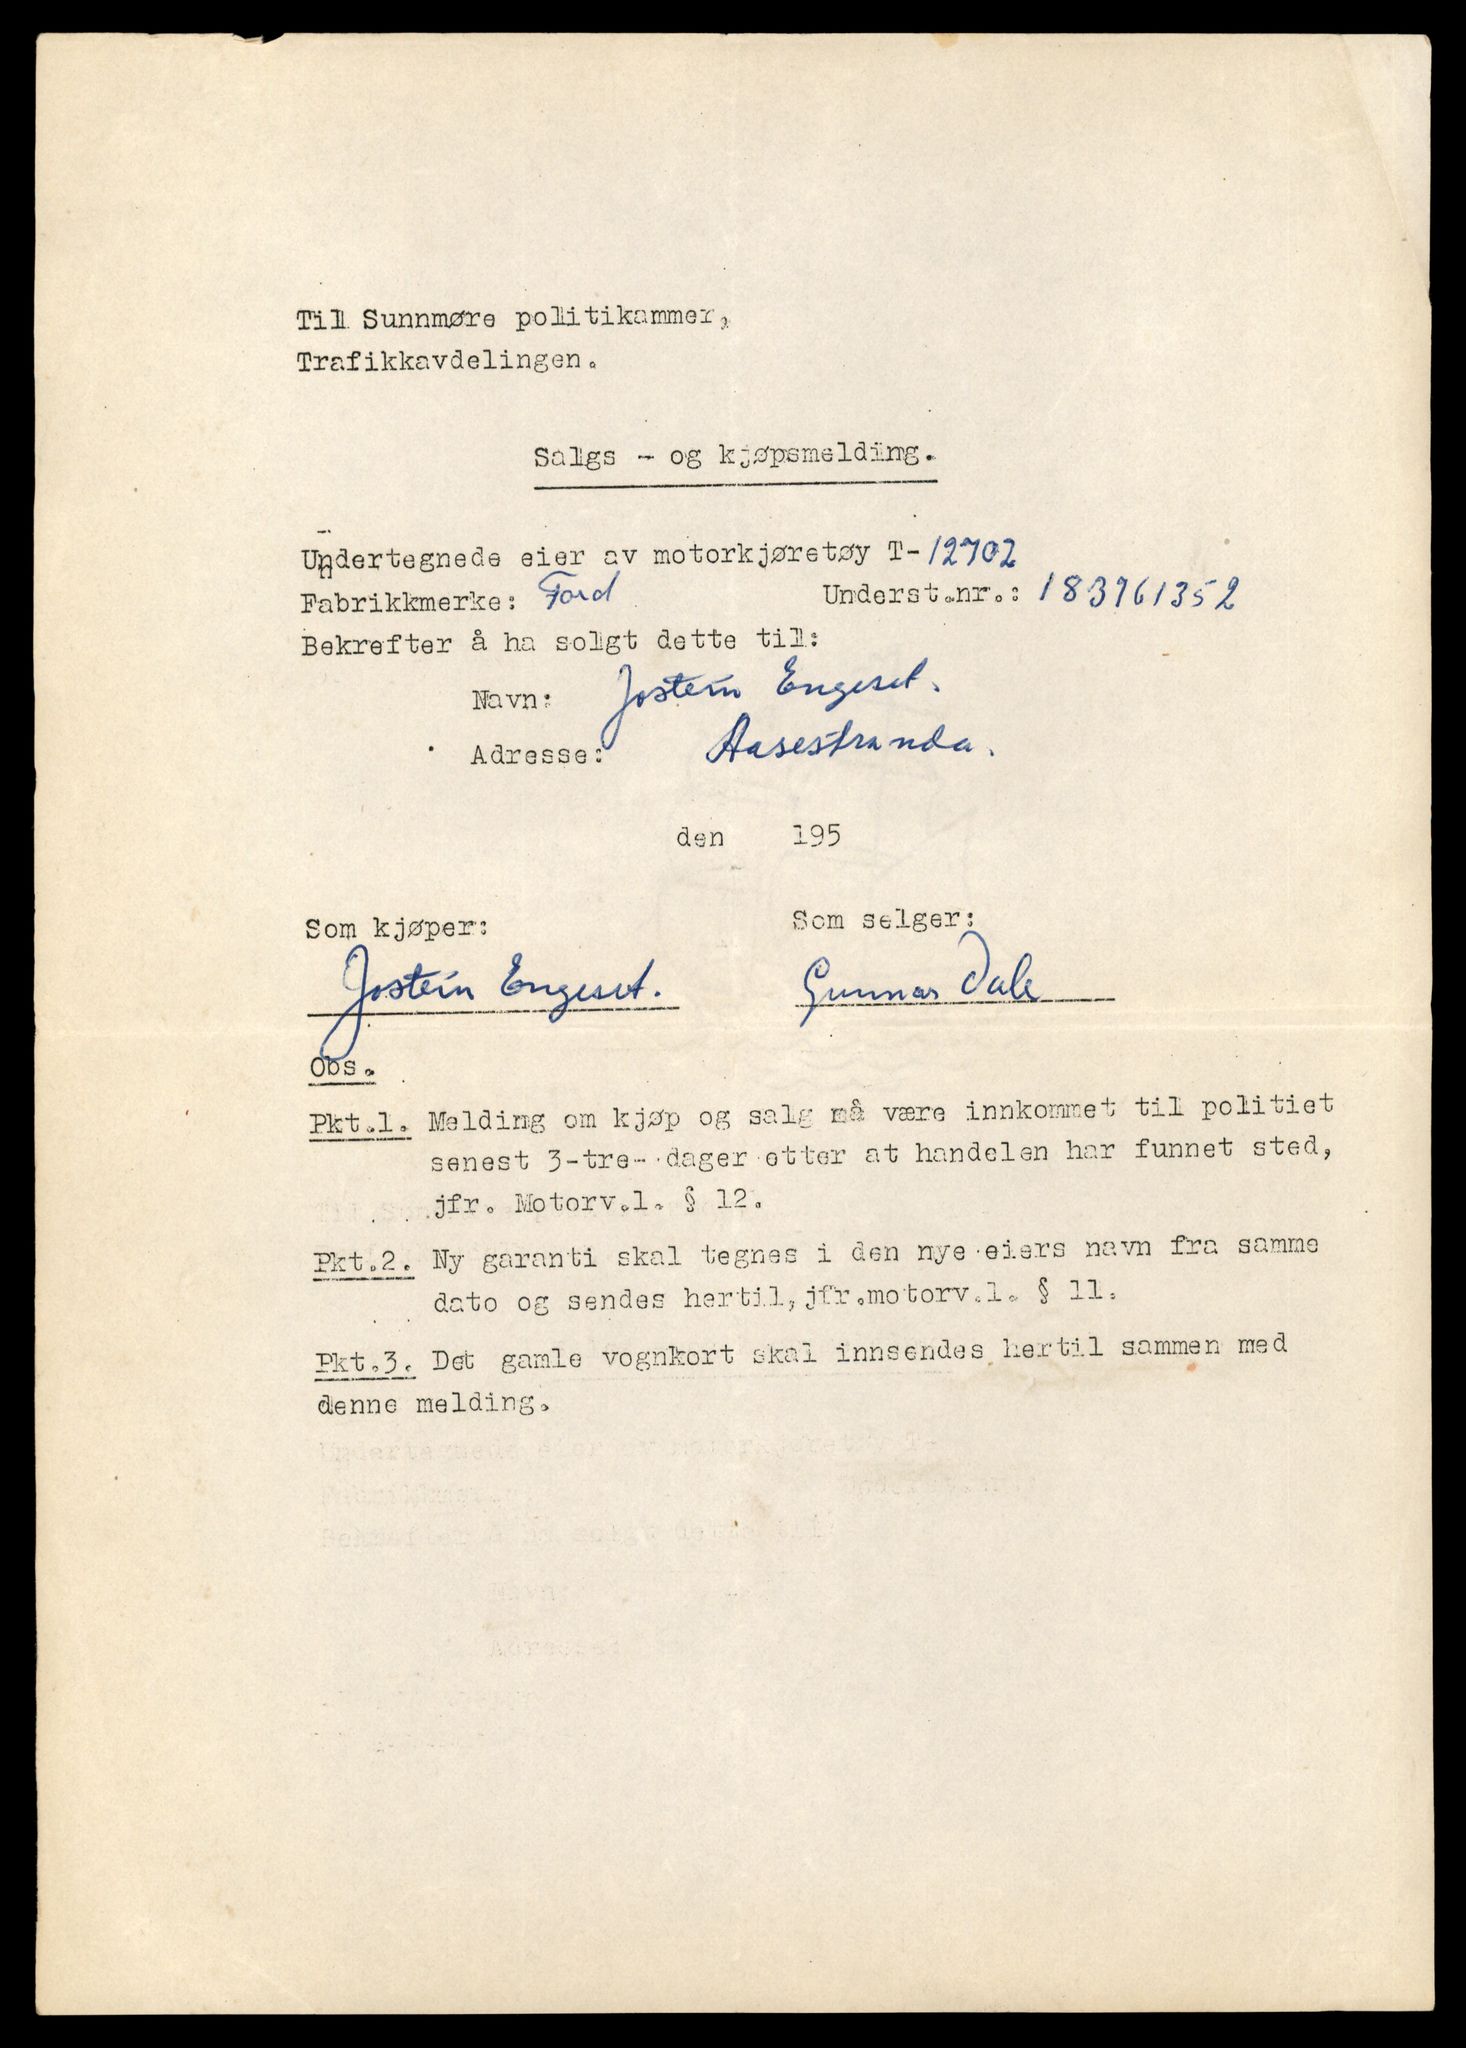 Til Sunnmøre politikammer,
Trafikkavdelingen.
Salgs - og kjøpsmelding.
Undertegnede eier av motorkjøretøy T-12702
Fabrikkmerke: Ford Underst.nr.: 183961352
Bekrefter å ha solgt dette til:
Navn: Jostein Engeset.
Adresse: Aasestranda.
den 195
Som kjøper: Som selger:
Jostein Engeset. Gunnar Dale
Obs.
Pkt.1. Melding om kjøp og salg må være innkommet til politiet
senest 3-tre- dager etter at handelen har funnet sted,
jfr. Motorv.l. § 12.
Pkt.2. Ny garanti skal tegnes i den nye eiers navn fra samme
dato og sendes hertil, jfr.motorv.l. § 11.
Pkt.3. Det gamle vognkort skal innsendes hertil sammen med
denne melding.